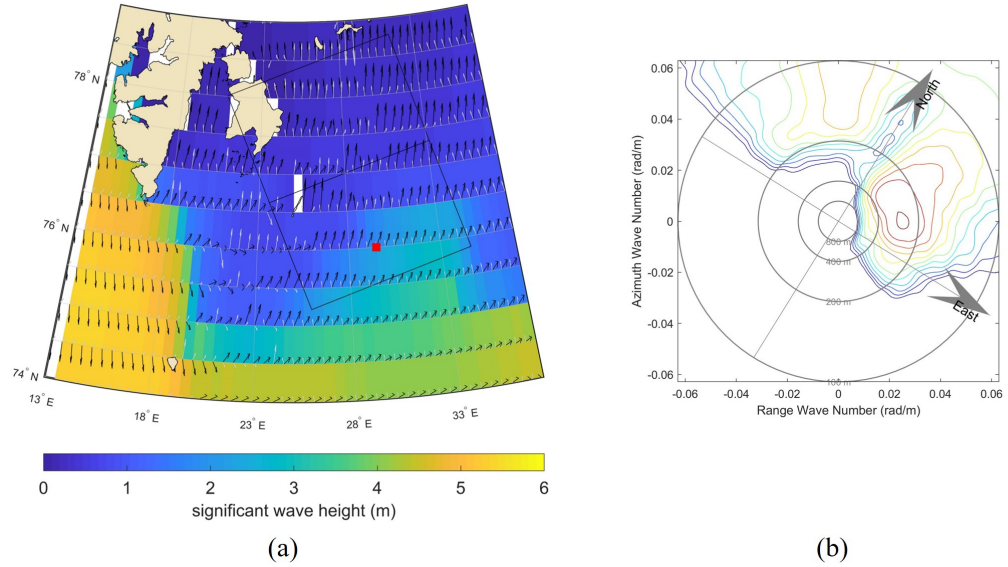 78° N
76° N
74° N
13° E
18° E
23° E
28° E
33° E
0 1 2 3 4 5 6
significant wave height (m)
(a)
0.06
0.04
0.02
0
-0.02
-0.04
-0.06
Azimuth Wave Number (rad/m)
North
East
800 m
400 m
200 m
100 m
-0.06 -0.04 -0.02 0 0.02 0.04 0.06
Range Wave Number (rad/m)
(b)